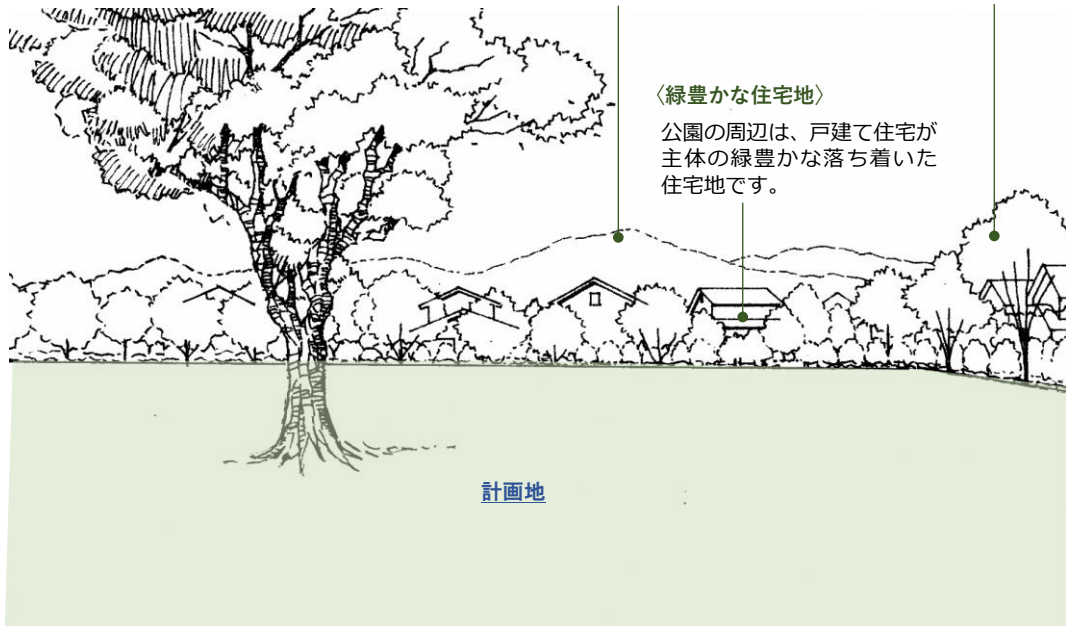 〈緑豊かな住宅地〉
公園の周辺は、戸建て住宅が
主体の緑豊かな落ち着いた
住宅地です。
計画地